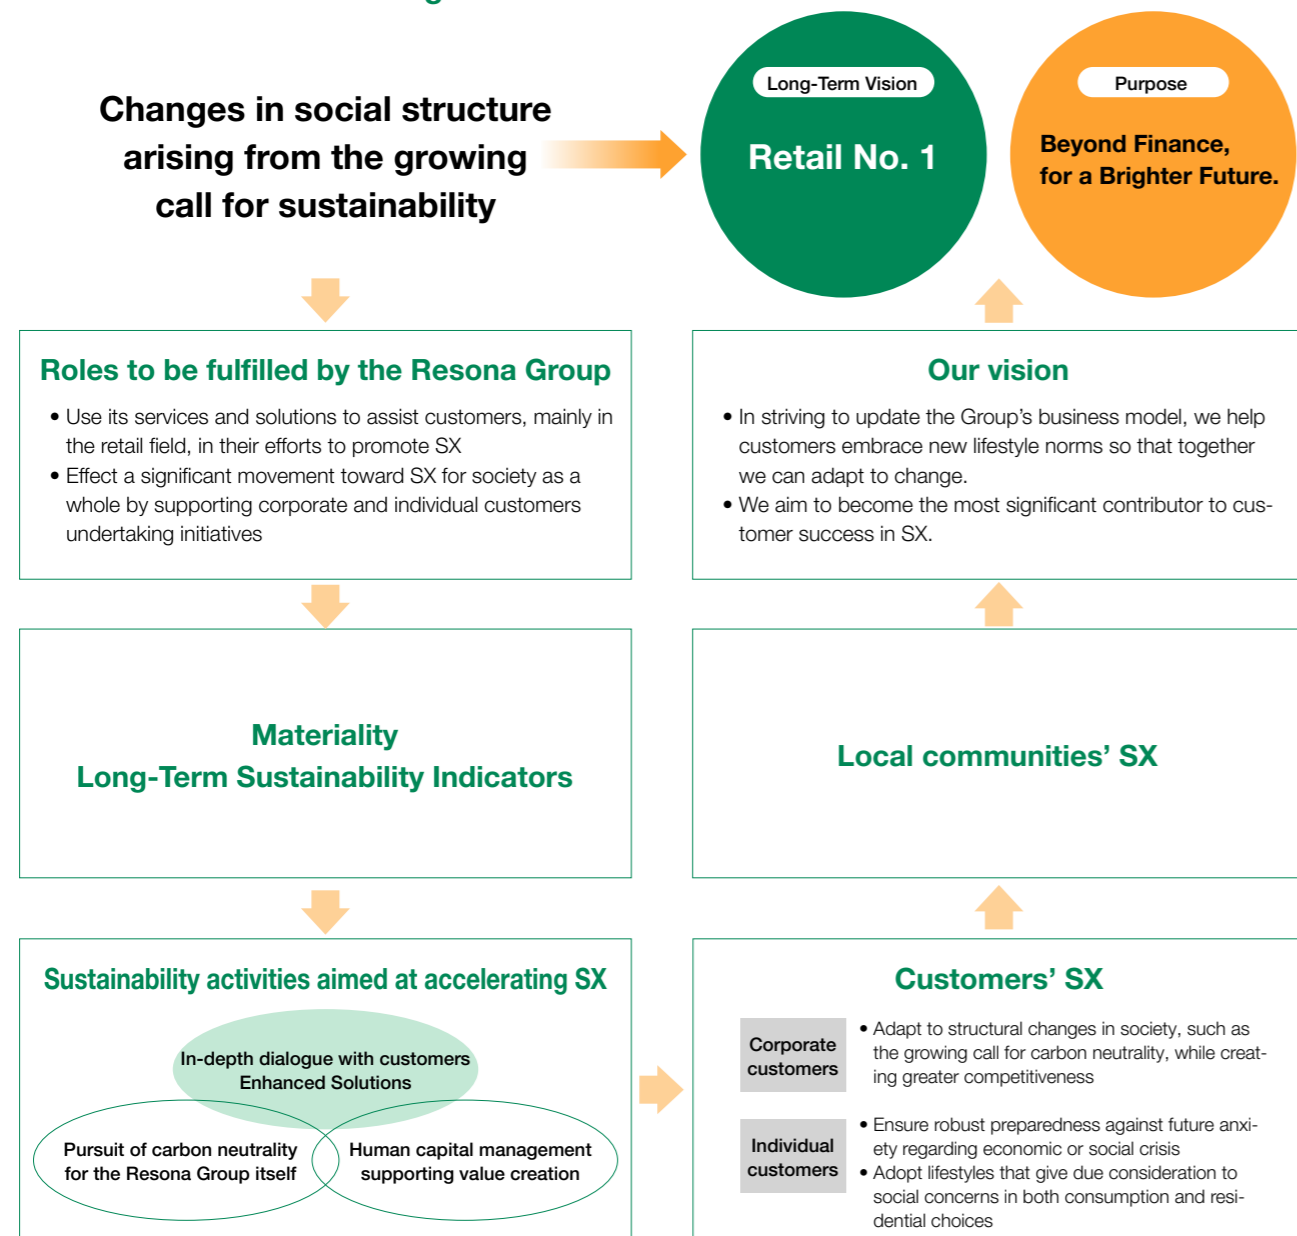 Changes in social structure
arising from the growing
call for sustainability
Long-Term Vision
Retail No. 1
Purpose
Beyond Finance,
for a Brighter Future.
Roles to be fulfilled by the Resona Group
• Use its services and solutions to assist customers, mainly in
the retail field, in their efforts to promote SX
• Effect a significant movement toward SX for society as a
whole by supporting corporate and individual customers
undertaking initiatives
Our vision
• In striving to update the Group’s business model, we help
customers embrace new lifestyle norms so that together
we can adapt to change.
• We aim to become the most significant contributor to cus-
tomer success in SX.
Materiality
Long-Term Sustainability Indicators
Local communities’ SX
Sustainability activities aimed at accelerating SX
In-depth dialogue with customers
Enhanced Solutions
Pursuit of carbon neutrality
for the Resona Group itself
Human capital management
supporting value creation
Customers’ SX
Corporate
customers
• Adapt to structural changes in society, such as
the growing call for carbon neutrality, while creat-
ing greater competitiveness
Individual
customers
• Ensure robust preparedness against future anxi-
ety regarding economic or social crisis
• Adopt lifestyles that give due consideration to
social concerns in both consumption and resi-
dential choices